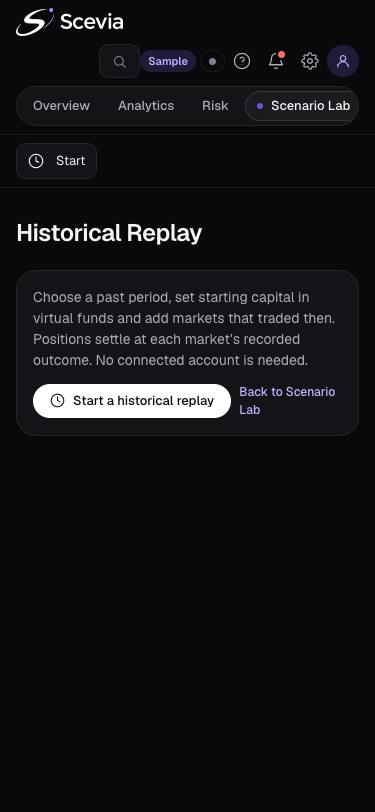 Scevia
Sample
Overview Analytics Risk Scenario Lab
Start
Historical Replay
Choose a past period, set starting capital in
virtual funds and add markets that traded then.
Positions settle at each market's recorded
outcome. No connected account is needed.
Start a historical replay
Back to Scenario
Lab